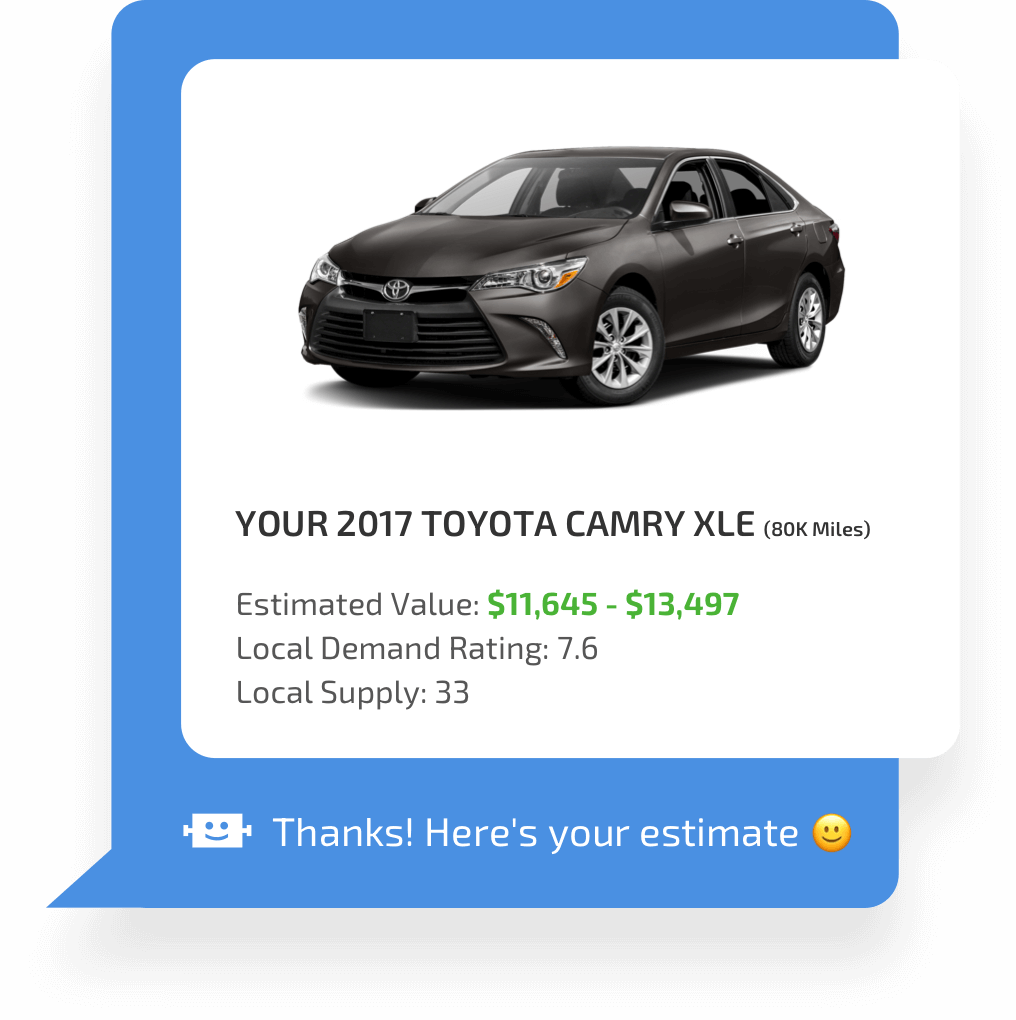 YOUR 2017 TOYOTA CAMRY XLE (80K Miles)
Estimated Value: $11,645 - $13,497
Local Demand Rating: 7.6
Local Supply: 33
Thanks! Here's your estimate 🙂